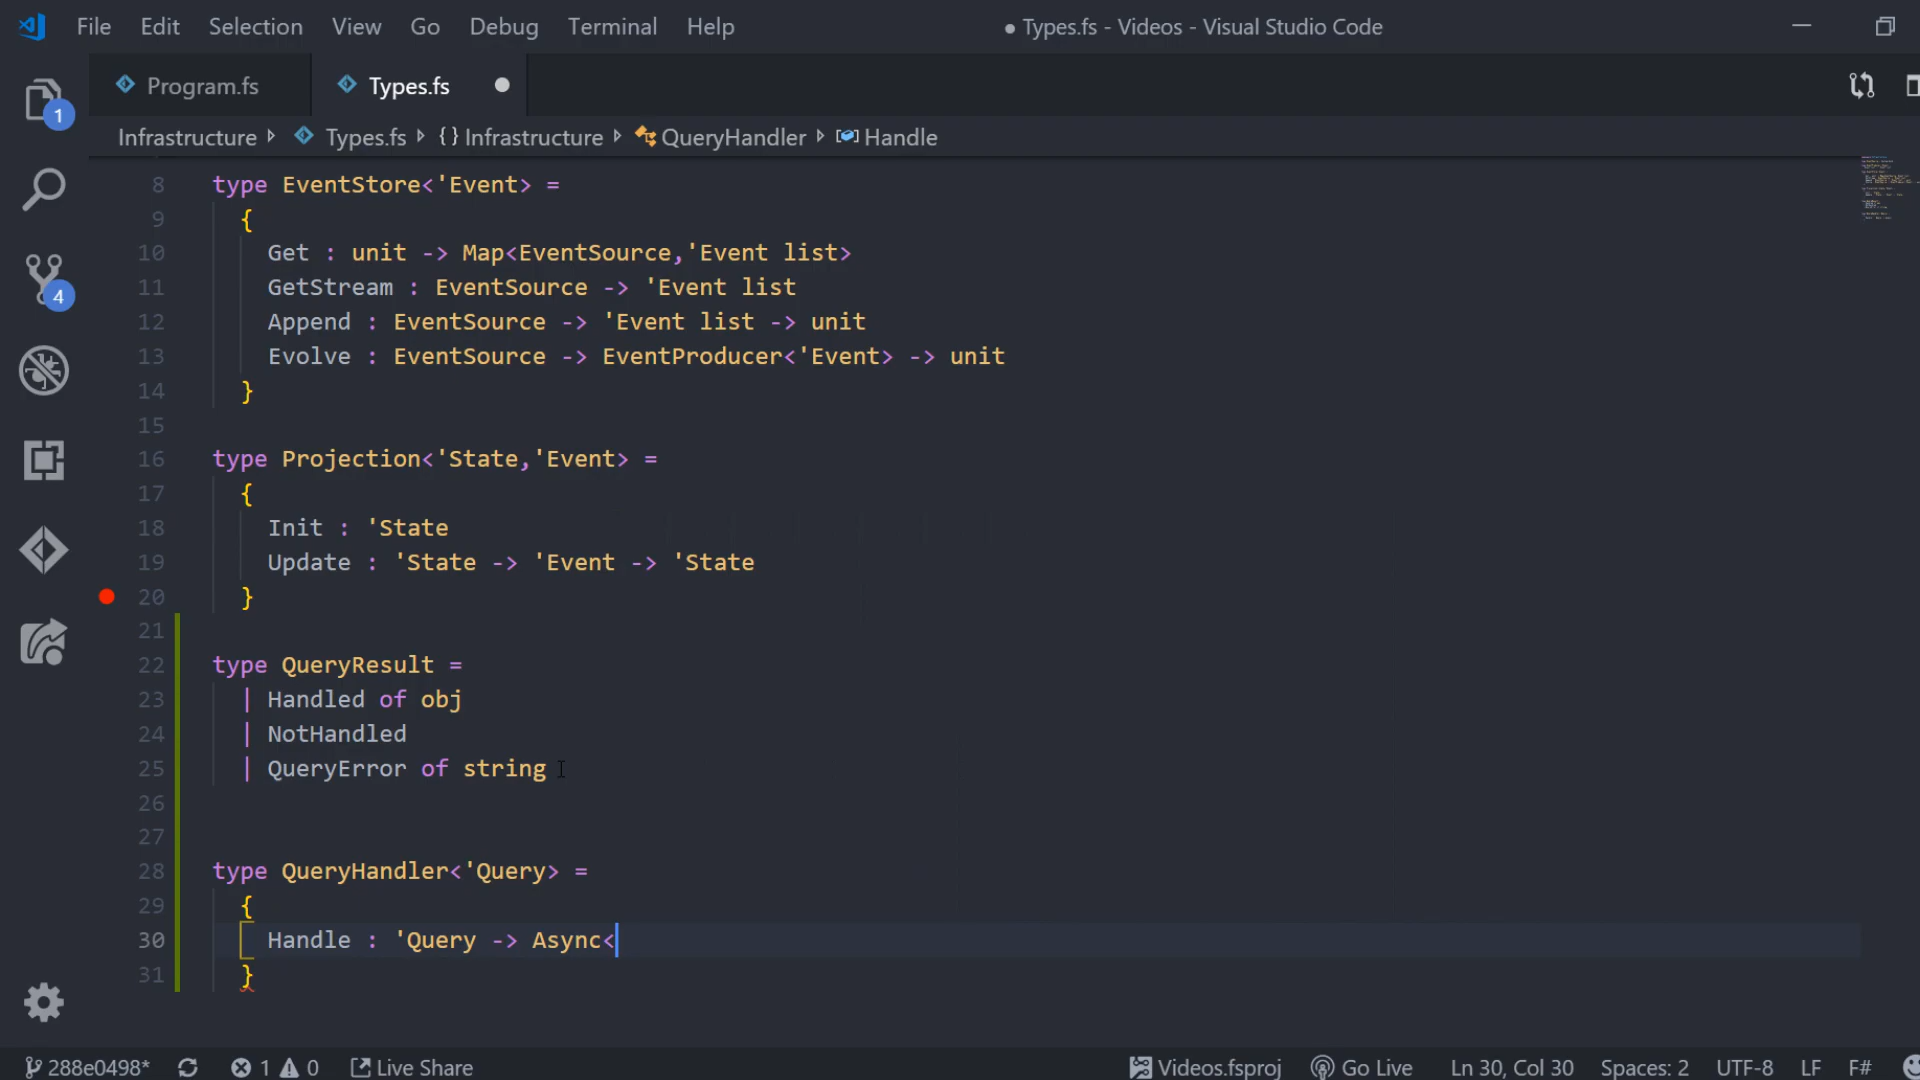 File Edit Selection View Go Debug Terminal Help ● Types.fs - Videos - Visual Studio Code
Program.fs Types.fs
Infrastructure Types.fs {} Infrastructure QueryHandler Handle
8 type EventStore<'Event> =
9 {
10 Get : unit -> Map<EventSource,'Event list>
11 GetStream : EventSource -> 'Event list
12 Append : EventSource -> 'Event list -> unit
13 Evolve : EventSource -> EventProducer<'Event> -> unit
14 }
15
16 type Projection<'State,'Event> =
17 {
18 Init : 'State
19 Update : 'State -> 'Event -> 'State
20 }
21
22 type QueryResult =
23 | Handled of obj
24 | NotHandled
25 | QueryError of string
26
27
28 type QueryHandler<'Query> =
29 {
30 Handle : 'Query -> Async<
31 }
1
4
288e0498* 1 0 Live Share Videos.fsproj Go Live Ln 30, Col 30 Spaces: 2 UTF-8 LF F#